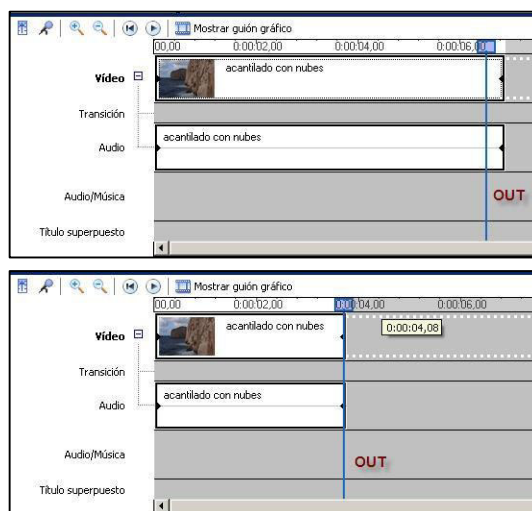 Mostrar guión gráfico
00,00 0:00:02,00 0:00:04,00 0:00:06,00
Vídeo acantilado con nubes
Transición
Audio acantilado con nubes
Audio/Música
OUT
Título superpuesto
Mostrar guión gráfico
00,00 0:00:02,00 04,00 0:00:06,00
Vídeo acantilado con nubes
0:00:04,08
Transición
Audio acantilado con nubes
Audio/Música
OUT
Título superpuesto